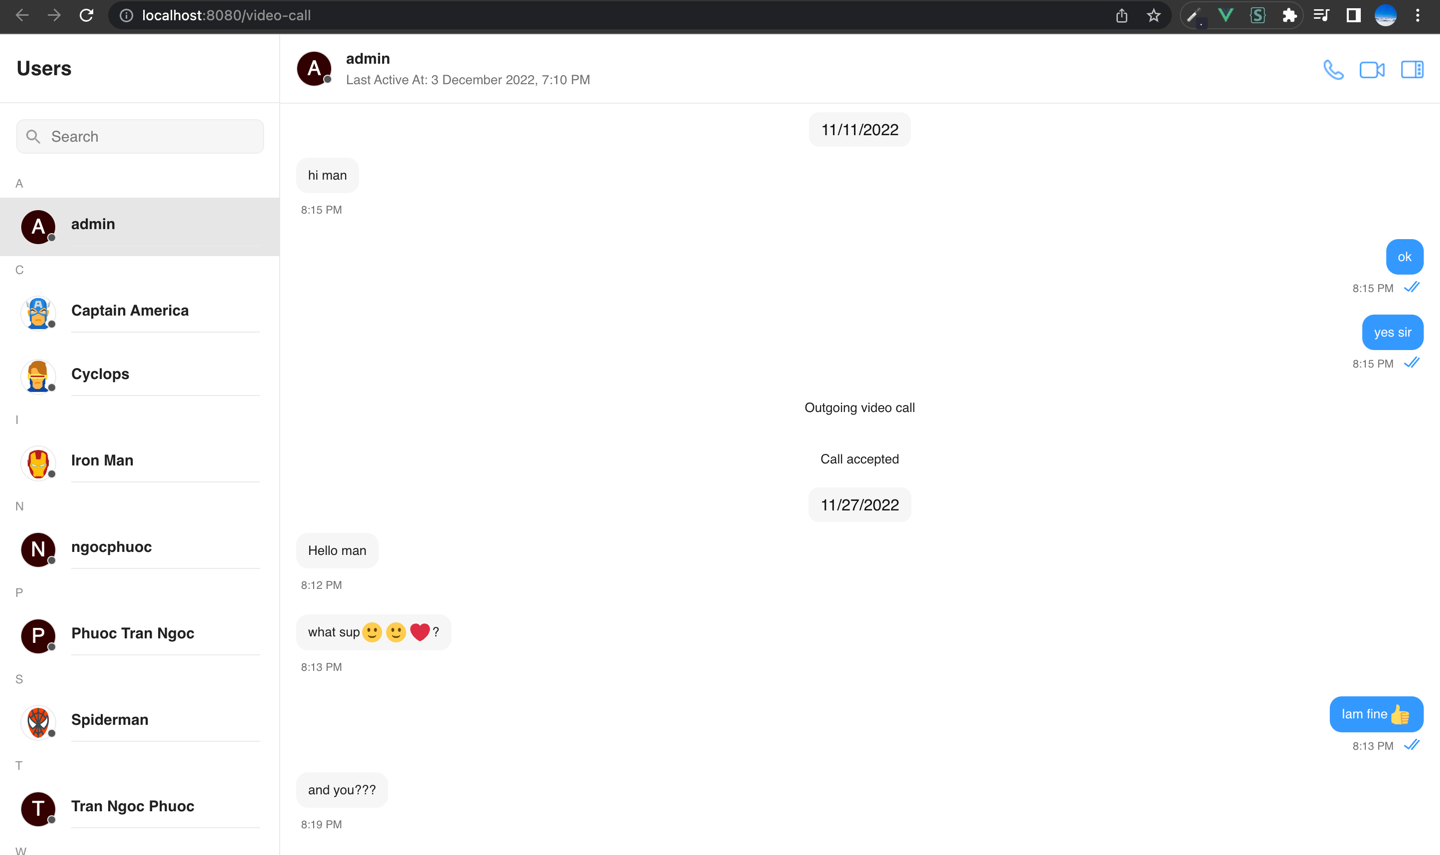 localhost:8080/video-call
Users
Search
A
A admin
C
Captain America
Cyclops
I
Iron Man
N
N ngocphuoc
P
P Phuoc Tran Ngoc
S
Spiderman
T
T Tran Ngoc Phuoc
W
A admin
Last Active At: 3 December 2022, 7:10 PM
11/11/2022
hi man
8:15 PM
ok
8:15 PM
yes sir
8:15 PM
Outgoing video call
Call accepted
11/27/2022
Hello man
8:12 PM
what sup🙂🙂❤️?
8:13 PM
Iam fine👍
8:13 PM
and you???
8:19 PM